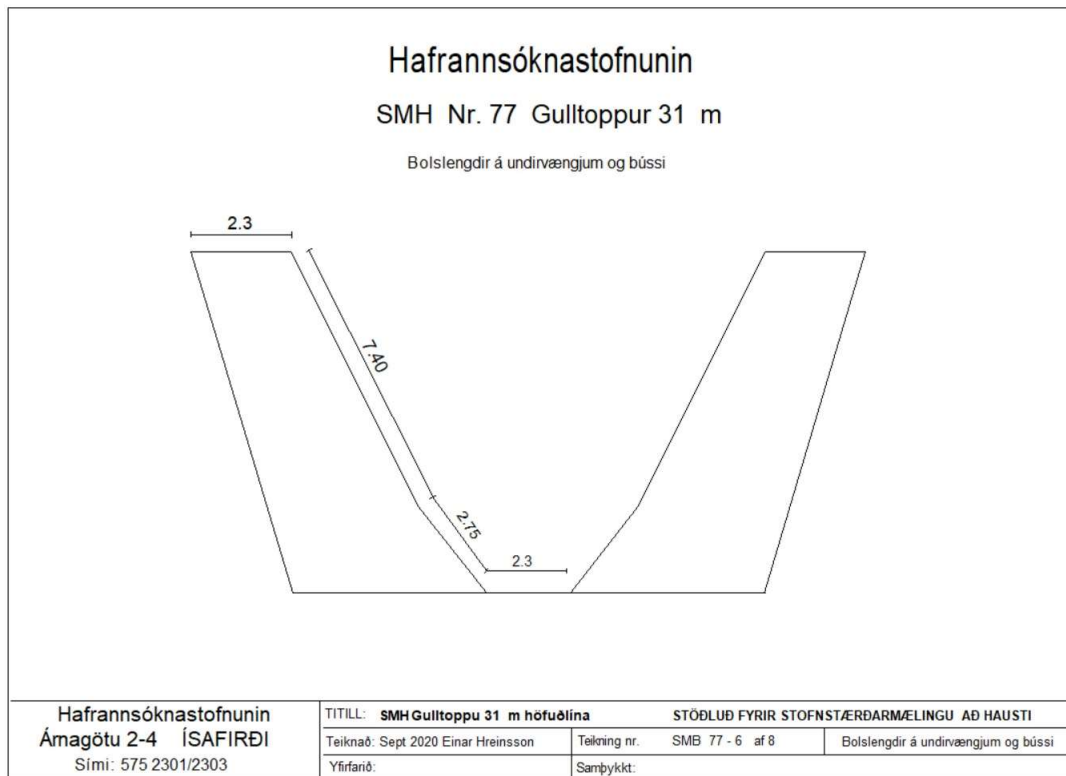 Hafrannsóknastofnunin
SMH Nr. 77 Gulltoppur 31 m
Bolslengdir á undirvængjum og bússi
2.3
7.40
2.75
2.3
Hafrannsóknastofnunin
Árnagötu 2-4 ÍSAFIRÐI
Sími: 575 2301/2303
TITILL: SMH Gulltoppu 31 m höfuðlína STÖÐLUÐ FYRIR STOFNSTÆRÐARMÆLINGU AÐ HAUSTI
Teiknað: Sept 2020 Einar Hreinsson Teikning nr. SMB 77 - 6 af 8 Bolslengdir á undirvængjum og bússi
Yfirfarið: Samþykkt: